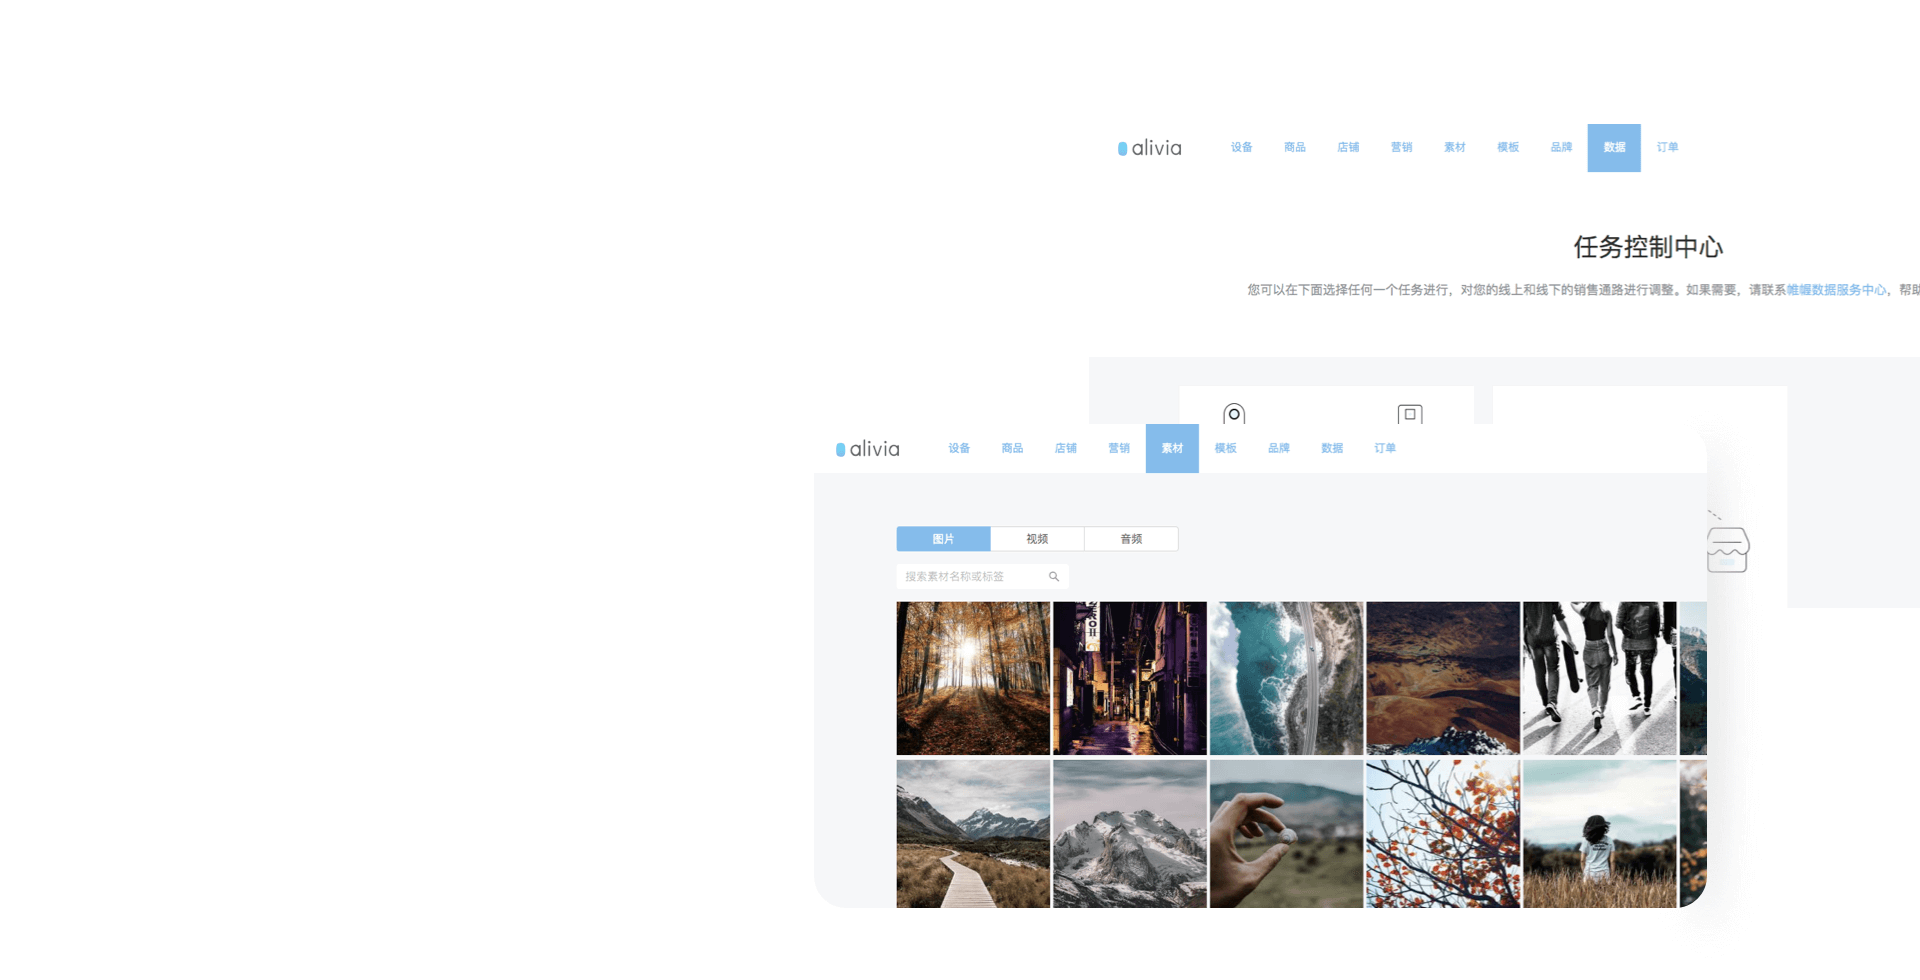 alivia 设备 商品 店铺 营销 素材 模板 品牌 数据 订单
任务控制中心
您可以在下面选择任何一个任务进行，对您的线上和线下的销售通路进行调整。如果需要，请联系帷幄数据服务中心，帮助
alivia 设备 商品 店铺 营销 素材 模板 品牌 数据 订单
图片 视频 音频
搜索素材名称或标签